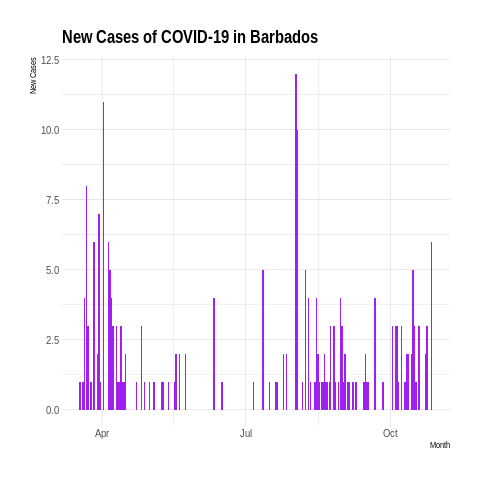 New Cases of COVID-19 in Barbados
New Cases
12.5
10.0
7.5
5.0
2.5
0.0
Apr
Jul
Oct
Month